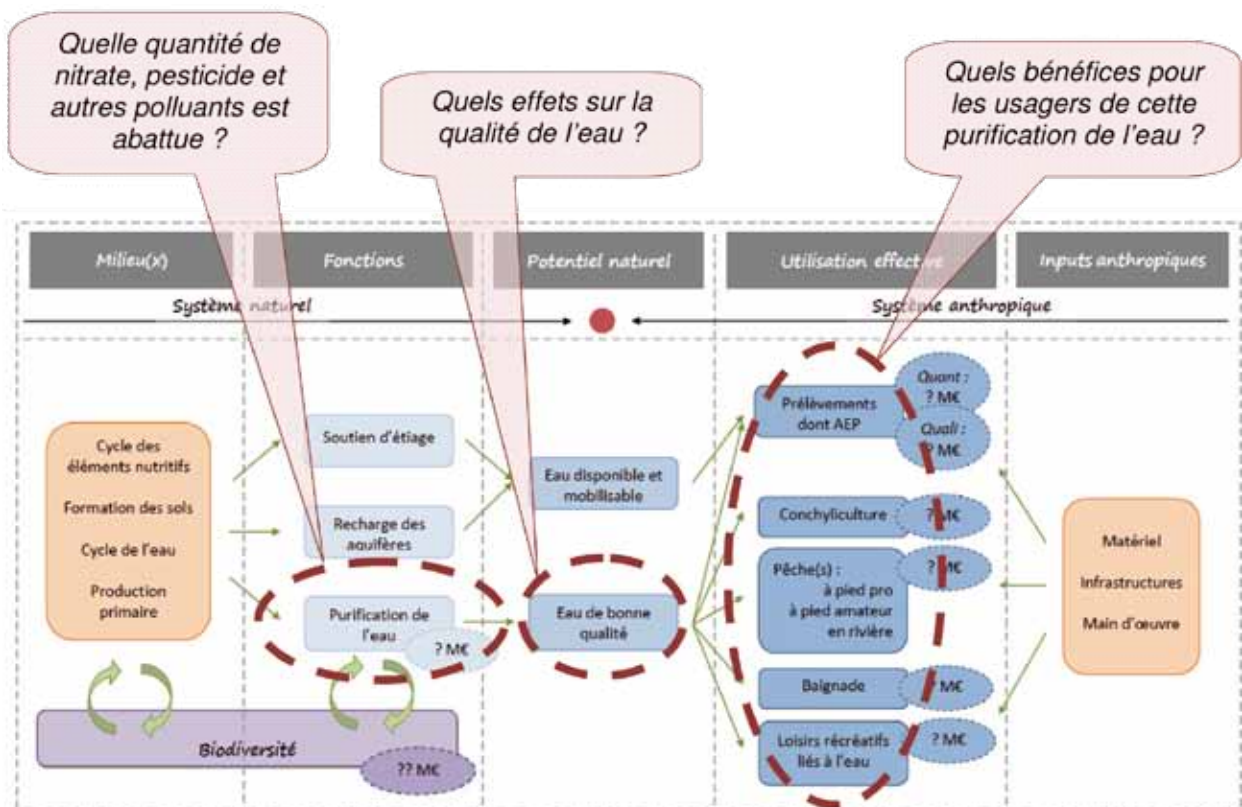 Quelle quantité de
nitrate, pesticide et
autres polluants est
abattue ?
Quels effets sur la
qualité de l'eau ?
Quels bénéfices pour
les usagers de cette
purification de l'eau ?
Milieu(x)
Fonctions
Potentiel naturel
Utilisation effective
Inputs anthropiques
Système naturel
Système anthropique
Cycle des
éléments nutritifs
Formation des sols
Cycle de l'eau
Production
primaire
Soutien d'étiage
Recharge des
aquifères
Purification de
l'eau
? M€
Biodiversité
?? M€
Eau disponible et
mobilisable
Eau de bonne
qualité
Prélèvements
dont AEP
Quant :
? M€
Quali :
? M€
Conchyliculture
? M€
Pêche(s) :
à pied pro
à pied amateur
en rivière
? M€
Baignade
? M€
Loisirs récréatifs
liés à l'eau
? M€
Matériel
Infrastructures
Main d'œuvre